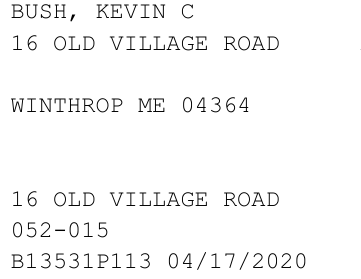 BUSH, KEVIN C
16 OLD VILLAGE ROAD
WINTHROP ME 04364
16 OLD VILLAGE ROAD
052-015
B13531P113 04/17/2020